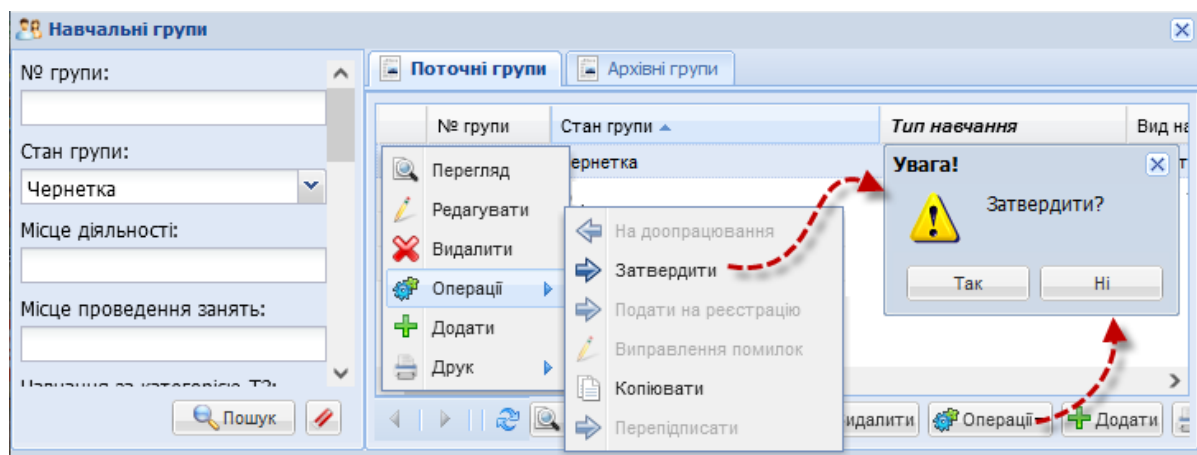 Навчальні групи
№ групи:
Стан групи:
Чернетка
Місце діяльності:
Місце проведення занять:
Пошук
Поточні групи
Архівні групи
№ групи
Стан групи
Тип навчання
Вид на
ернетка
Перегляд
Редагувати
Видалити
Операції
Додати
Друк
На доопрацювання
Затвердити
Подати на реєстрацію
Виправлення помилок
Копіювати
Перепідписати
Увага!
Затвердити?
Так
Ні
идалити
Операції
Додати